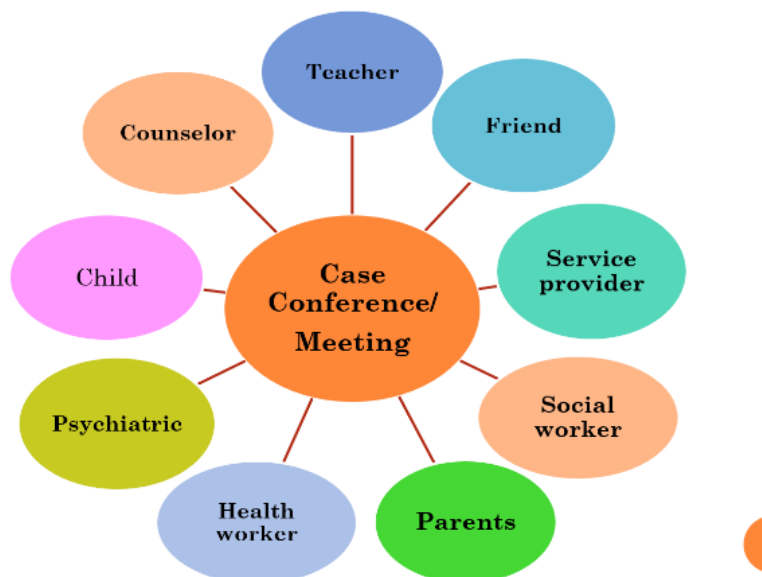 Teacher
Counselor
Friend
Child
Case
Conference/
Meeting
Service
provider
Psychiatric
Social
worker
Health
worker
Parents